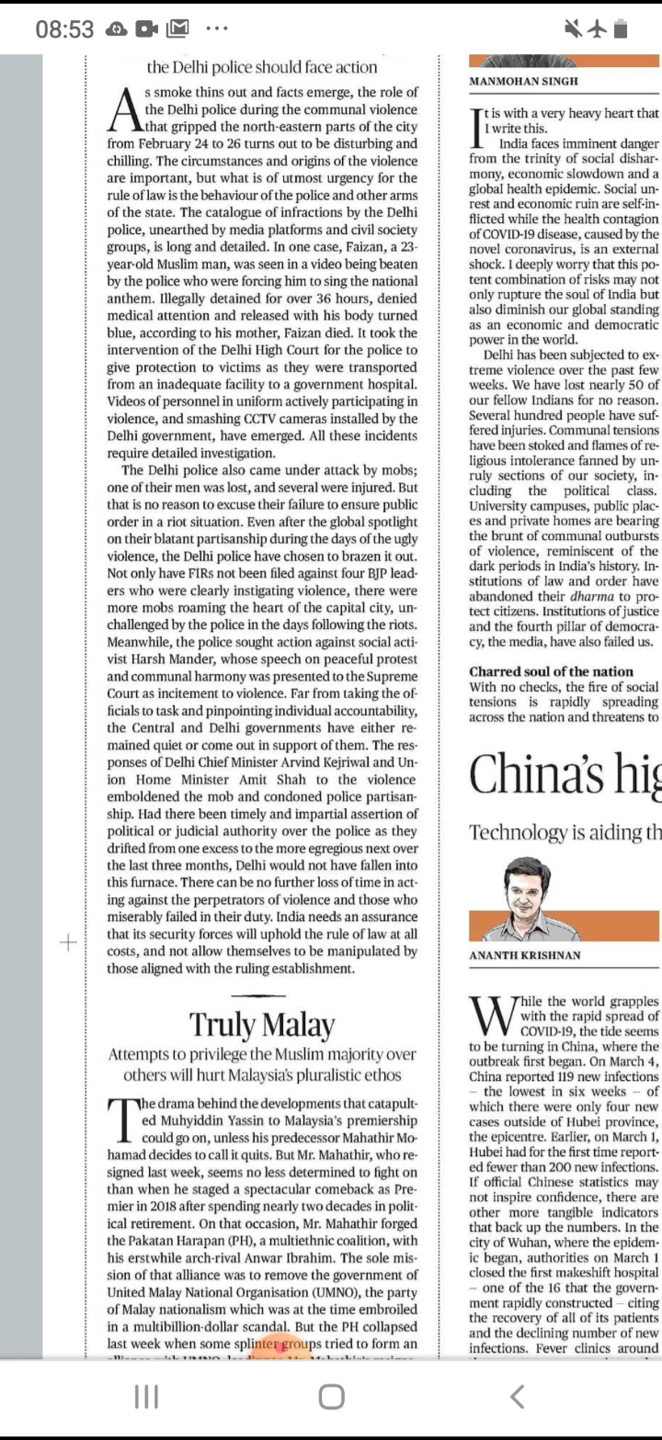 08:53
the Delhi police should face action
As smoke thins out and facts emerge, the role of
the Delhi police during the communal violence
that gripped the north-eastern parts of the city
from February 24 to 26 turns out to be disturbing and
chilling. The circumstances and origins of the violence
are important, but what is of utmost urgency for the
rule of law is the behaviour of the police and other arms
of the state. The catalogue of infractions by the Delhi
police, unearthed by media platforms and civil society
groups, is long and detailed. In one case, Faizan, a 23-
year-old Muslim man, was seen in a video being beaten
by the police who were forcing him to sing the national
anthem. Illegally detained for over 36 hours, denied
medical attention and released with his body turned
blue, according to his mother, Faizan died. It took the
intervention of the Delhi High Court for the police to
give protection to victims as they were transported
from an inadequate facility to a government hospital.
Videos of personnel in uniform actively participating in
violence, and smashing CCTV cameras installed by the
Delhi government, have emerged. All these incidents
require detailed investigation.
The Delhi police also came under attack by mobs;
one of their men was lost, and several were injured. But
that is no reason to excuse their failure to ensure public
order in a riot situation. Even after the global spotlight
on their blatant partisanship during the days of the ugly
violence, the Delhi police have chosen to brazen it out.
Not only have FIRs not been filed against four BJP lead-
ers who were clearly instigating violence, there were
more mobs roaming the heart of the capital city, un-
challenged by the police in the days following the riots.
Meanwhile, the police sought action against social acti-
vist Harsh Mander, whose speech on peaceful protest
and communal harmony was presented to the Supreme
Court as incitement to violence. Far from taking the of-
ficials to task and pinpointing individual accountability,
the Central and Delhi governments have either re-
mained quiet or come out in support of them. The res-
ponses of Delhi Chief Minister Arvind Kejriwal and Un-
ion Home Minister Amit Shah to the violence
emboldened the mob and condoned police partisan-
ship. Had there been timely and impartial assertion of
political or judicial authority over the police as they
drifted from one excess to the more egregious next over
the last three months, Delhi would not have fallen into
this furnace. There can be no further loss of time in act-
ing against the perpetrators of violence and those who
miserably failed in their duty. India needs an assurance
that its security forces will uphold the rule of law at all
costs, and not allow themselves to be manipulated by
those aligned with the ruling establishment.
Truly Malay
Attempts to privilege the Muslim majority over
others will hurt Malaysia's pluralistic ethos
The drama behind the developments that catapult-
ed Muhyiddin Yassin to Malaysia's premiership
could go on, unless his predecessor Mahathir Mo-
hamad decides to call it quits. But Mr. Mahathir, who re-
signed last week, seems no less determined to fight on
than when he staged a spectacular comeback as Pre-
mier in 2018 after spending nearly two decades in polit-
ical retirement. On that occasion, Mr. Mahathir forged
the Pakatan Harapan (PH), a multiethnic coalition, with
his erstwhile arch-rival Anwar Ibrahim. The sole mis-
sion of that alliance was to remove the government of
United Malay National Organisation (UMNO), the party
of Malay nationalism which was at the time embroiled
in a multibillion-dollar scandal. But the PH collapsed
last week when some splinter groups tried to form an
MANMOHAN SINGH
It is with a very heavy heart that
I write this.
India faces imminent danger
from the trinity of social dishar-
mony, economic slowdown and a
global health epidemic. Social un-
rest and economic ruin are self-in-
flicted while the health contagion
of COVID-19 disease, caused by the
novel coronavirus, is an external
shock. I deeply worry that this po-
tent combination of risks may not
only rupture the soul of India but
also diminish our global standing
as an economic and democratic
power in the world.
Delhi has been subjected to ex-
treme violence over the past few
weeks. We have lost nearly 50 of
our fellow Indians for no reason.
Several hundred people have suf-
fered injuries. Communal tensions
have been stoked and flames of re-
ligious intolerance fanned by un-
ruly sections of our society, in-
cluding the political class.
University campuses, public plac-
es and private homes are bearing
the brunt of communal outbursts
of violence, reminiscent of the
dark periods in India's history. In-
stitutions of law and order have
abandoned their dharma to pro-
tect citizens. Institutions of justice
and the fourth pillar of democra-
cy, the media, have also failed us.
Charred soul of the nation
With no checks, the fire of social
tensions is rapidly spreading
across the nation and threatens to
China's hig
Technology is aiding th
ANANTH KRISHNAN
While the world grapples
with the rapid spread of
COVID-19, the tide seems
to be turning in China, where the
outbreak first began. On March 4,
China reported 119 new infections
– the lowest in six weeks – of
which there were only four new
cases outside of Hubei province,
the epicentre. Earlier, on March 1,
Hubei had for the first time report-
ed fewer than 200 new infections.
If official Chinese statistics may
not inspire confidence, there are
other more tangible indicators
that back up the numbers. In the
city of Wuhan, where the epidem-
ic began, authorities on March 1
closed the first makeshift hospital
– one of the 16 that the govern-
ment rapidly constructed – citing
the recovery of all of its patients
and the declining number of new
infections. Fever clinics around